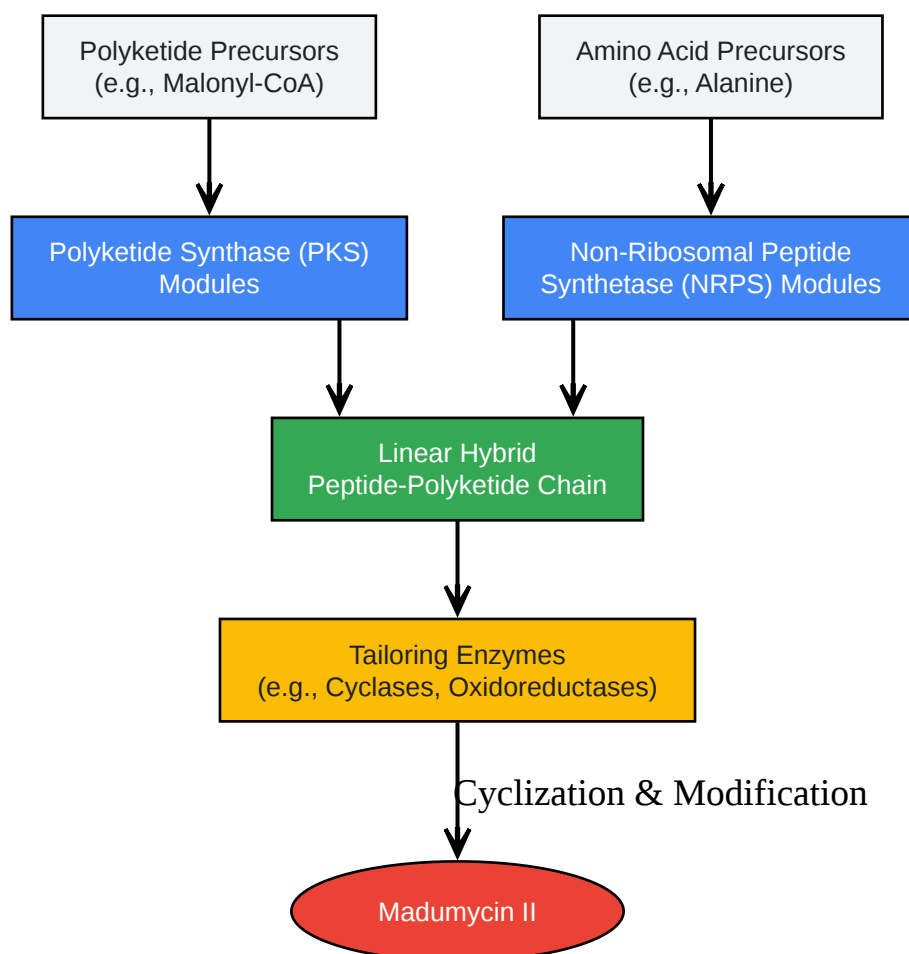 Polyketide Precursors
(e.g., Malonyl-CoA)
Amino Acid Precursors
(e.g., Alanine)
Polyketide Synthase (PKS)
Modules
Non-Ribosomal Peptide
Synthetase (NRPS) Modules
Linear Hybrid
Peptide-Polyketide Chain
Tailoring Enzymes
(e.g., Cyclases, Oxidoreductases)
Cyclization & Modification
Madumycin II